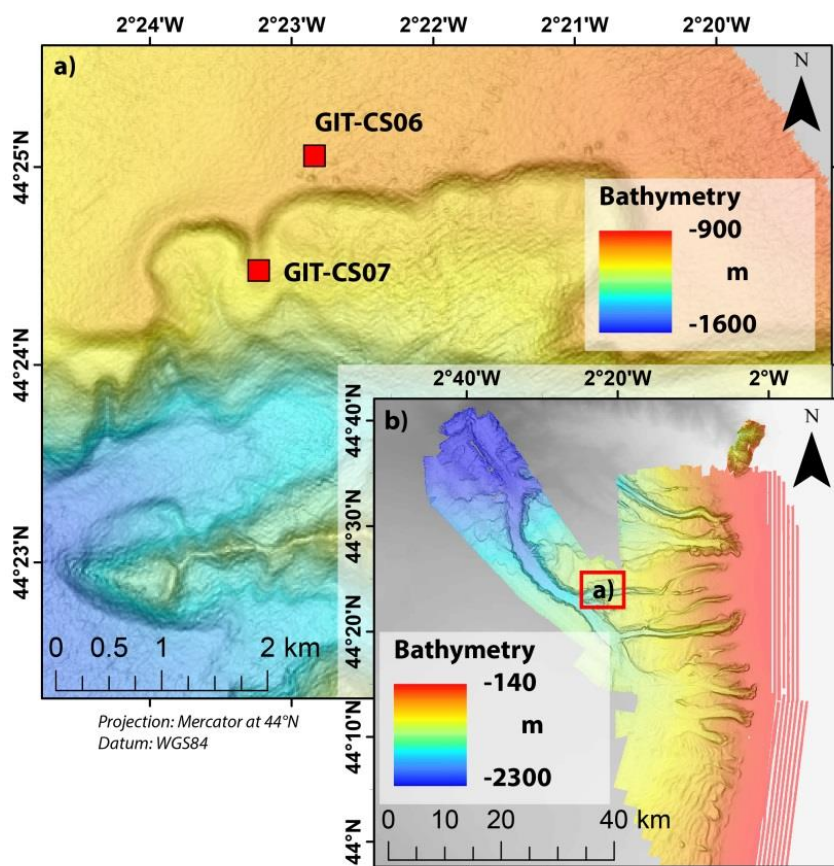 2°24'W 2°23'W 2°22'W 2°21'W 2°20'W
a)
N
GIT-CS06
44°25'N
Bathymetry
-900
m
-1600
GIT-CS07
44°24'N
2°40'W 2°20'W 2°W
b)
N
44°40'N
44°30'N
44°23'N
a)
0 0.5 1 2 km
44°20'N
Bathymetry
-140
m
-2300
Projection: Mercator at 44°N
Datum: WGS84
44°10'N
0 10 20 40 km
44°N